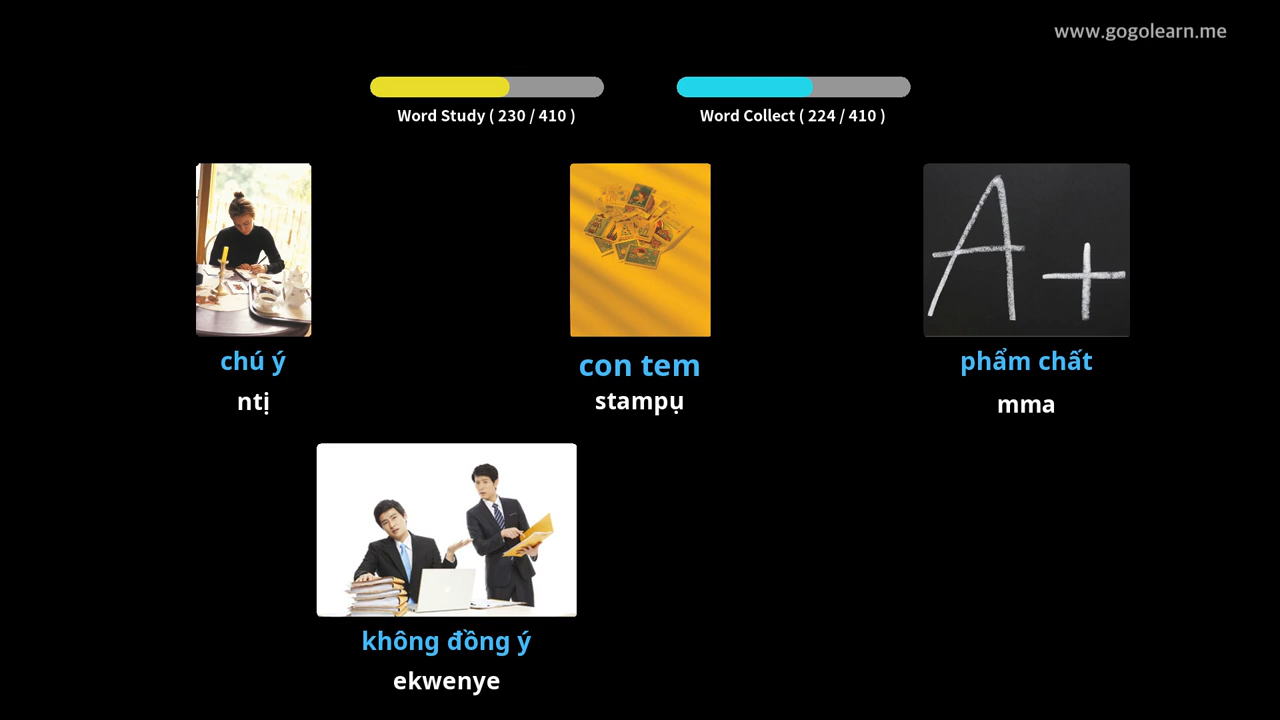 www.gogolearn.me
Word Study ( 230 / 410 )
Word Collect ( 224 / 410 )
chú ý
ntị
con tem
stampụ
A+
phẩm chất
mma
không đồng ý
ekwenye